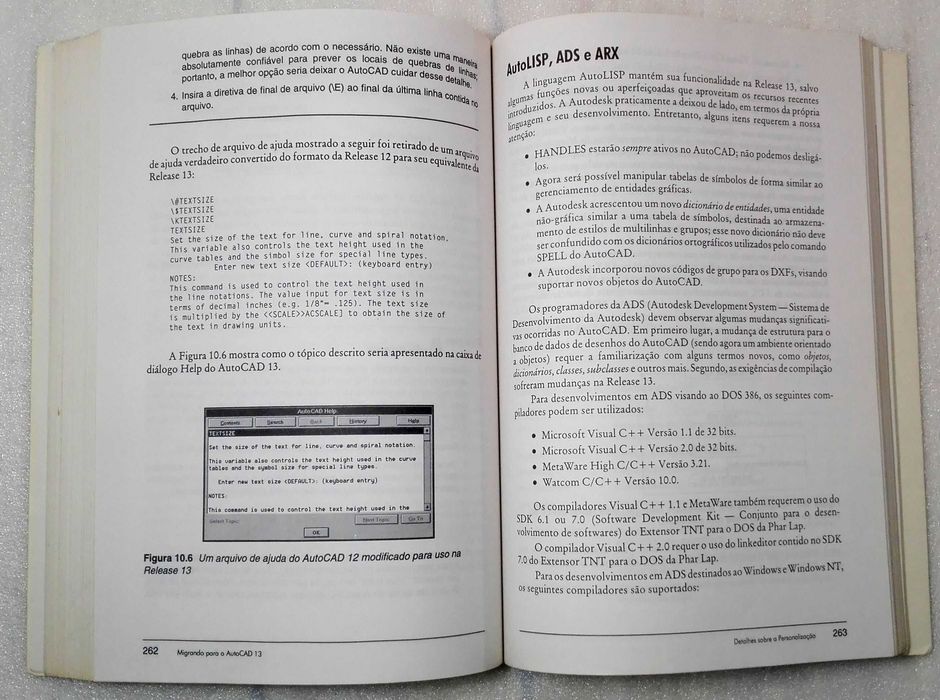 quebra as linhas) de acordo com o necessário. Não existe uma maneira
absolutamente confiável para prever os locais de quebras de linhas;
portanto, a melhor opção seria deixar o AutoCAD cuidar desse detalhe.
4. Insira a diretiva de final de arquivo (\E) ao final da última linha contida no
arquivo.
O trecho de arquivo de ajuda mostrado a seguir foi retirado de um arquivo
de ajuda verdadeiro convertido do formato da Release 12 para seu equivalente da
Release 13:
\#TEXTSIZE
\$TEXTSIZE
\KTEXTSIZE
TEXTSIZE
Set the size of the text for line, curve and spiral notation.
This variable also controls the text height used in the
curve tables and the simbol size for special line types.
Enter new text size <DEFAULT>: (keyboard entry)
NOTES:
This command is used to control the text height used in
the line notations. The value input for text size is in
terms of decimal inches (e.g. 1/8"= .125). The text size
is multiplied by the <<SCALE>>ACSCALE] to obtain the size of
the text in drawing units.
A Figura 10.6 mostra como o tópico descrito seria apresentado na caixa de
diálogo Help do AutoCAD 13.
AutoCAD Help
Contents Search Back History Help
TEXTSIZE
Set the size of the text for line, curve and spiral notation.
This variable also controls the text height used in the curve
tables and the symbol size for special line types.
Enter new text size <DEFAULT>: (keyboard entry)
NOTES:
This command is used to control the text height used in the
Select Topic: Next Topic Go To
OK
Figura 10.6 Um arquivo de ajuda do AutoCAD 12 modificado para uso na
Release 13
262 Migrando para o AutoCAD 13
AutoLISP, ADS e ARX
A linguagem AutoLISP mantém sua funcionalidade na Release 13, salvo
algumas funções novas ou aperfeiçoadas que aproveitam os recursos recentes
introduzidos. A Autodesk praticamente a deixou de lado, em termos da própria
linguagem e seu desenvolvimento. Entretanto, alguns itens requerem a nossa
atenção:
• HANDLES estarão sempre ativos no AutoCAD; não podemos desligá-
los.
• Agora será possível manipular tabelas de símbolos de forma similar ao
gerenciamento de entidades gráficas.
• A Autodesk acrescentou um novo dicionário de entidades, uma entidade
não-gráfica similar a uma tabela de símbolos, destinada ao armazena-
mento de estilos de multilinhas e grupos; esse novo dicionário não deve
ser confundido com os dicionários ortográficos utilizados pelo comando
SPELL do AutoCAD.
• A Autodesk incorporou novos códigos de grupo para os DXFs, visando
suportar novos objetos do AutoCAD.
Os programadores da ADS (Autodesk Development System — Sistema de
Desenvolvimento da Autodesk) devem observar algumas mudanças significati-
vas ocorridas no AutoCAD. Em primeiro lugar, a mudança de estrutura para o
banco de dados de desenhos do AutoCAD (sendo agora um ambiente orientado
a objetos) requer a familiarização com alguns termos novos, como objetos,
dicionários, classes, subclasses e outros mais. Segundo, as exigências de compilação
sofreram mudanças na Release 13.
Para desenvolvimentos em ADS visando ao DOS 386, os seguintes com-
piladores podem ser utilizados:
• Microsoft Visual C++ Versão 1.1 de 32 bits.
• Microsoft Visual C++ Versão 2.0 de 32 bits.
• MetaWare High C/C++ Versão 3.21.
• Watcom C/C++ Versão 10.0.
Os compiladores Visual C++ 1.1 e MetaWare também requerem o uso do
SDK 6.1 ou 7.0 (Software Development Kit — Conjunto para o desen-
volvimento de softwares) do Extensor TNT para o DOS da Phar Lap.
O compilador Visual C++ 2.0 requer o uso do linkeditor contido no SDK
7.0 do Extensor TNT para o DOS da Phar Lap.
Para os desenvolvimentos em ADS destinados ao Windows e Windows NT,
os seguintes compiladores são suportados:
Detalhes sobre a Personalização 263